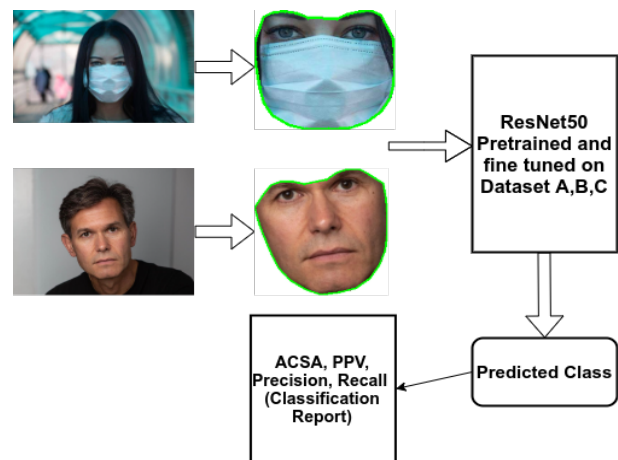 ResNet50
Pretrained and
fine tuned on
Dataset A,B,C
Predicted Class
ACSA, PPV,
Precision, Recall
(Classification
Report)